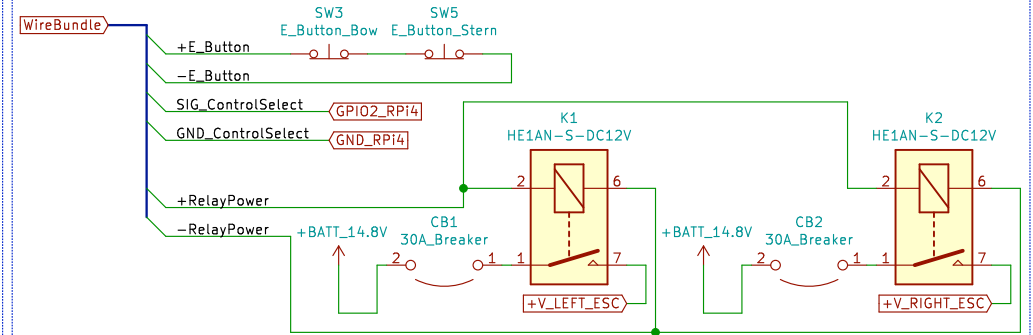 WireBundle
SW3
E_Button_Bow
SW5
E_Button_Stern
+E_Button
−E_Button
SIG_ControlSelect
GPIO2_RPi4
GND_ControlSelect
GND_RPi4
+RelayPower
−RelayPower
K1
HE1AN-S-DC12V
2
6
1
7
+BATT_14.8V
CB1
30A_Breaker
2
1
+V_LEFT_ESC
K2
HE1AN-S-DC12V
2
6
1
7
+BATT_14.8V
CB2
30A_Breaker
2
1
+V_RIGHT_ESC